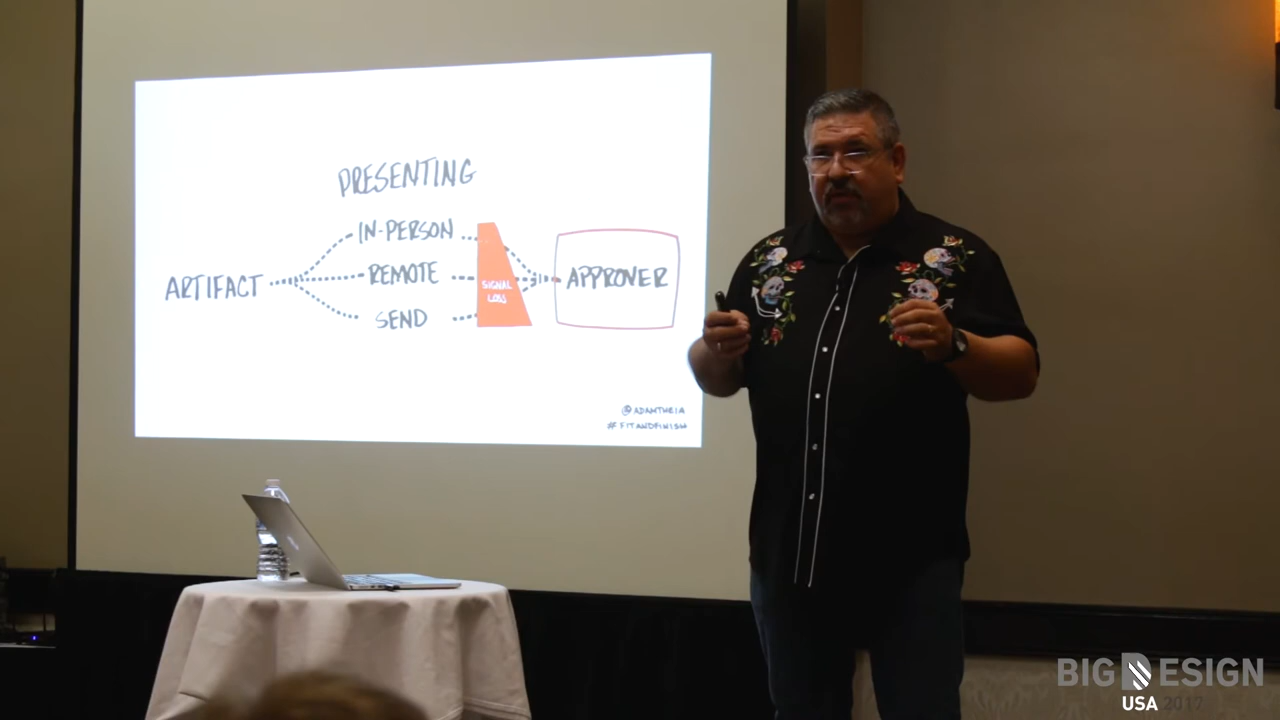 PRESENTING
IN-PERSON
ARTIFACT
REMOTE
SEND
SIGNAL
LOSS
APPROVER
@ADAMTHEIA
#FITANDFINISH
BIG DESIGN
USA 2017